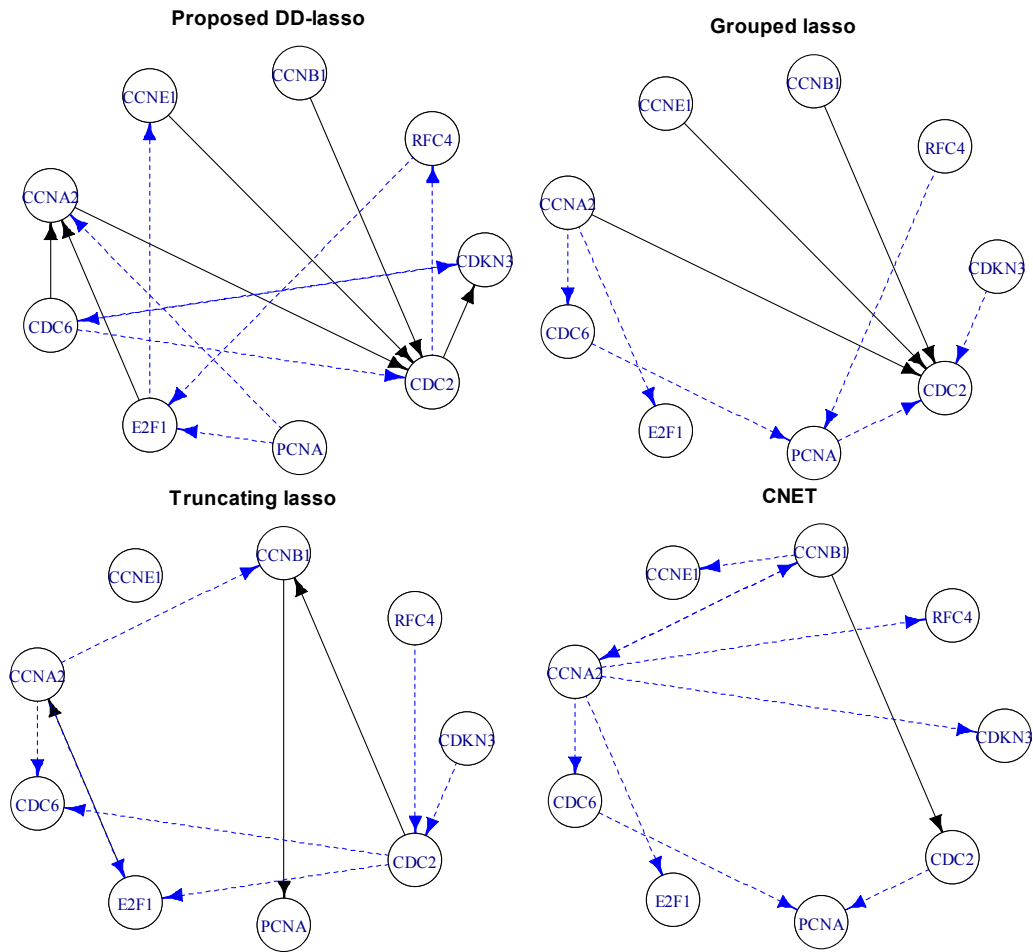 Proposed DD-lasso
CCNE1
CCNB1
RFC4
CCNA2
CDKN3
CDC6
CDC2
E2F1
PCNA
Grouped lasso
CCNE1
CCNB1
RFC4
CCNA2
CDKN3
CDC6
CDC2
E2F1
PCNA
Truncating lasso
CCNE1
CCNB1
RFC4
CCNA2
CDKN3
CDC6
CDC2
E2F1
PCNA
CNET
CCNE1
CCNB1
RFC4
CCNA2
CDKN3
CDC6
CDC2
E2F1
PCNA